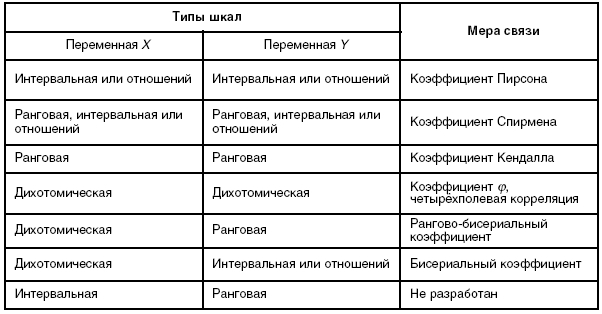 Типы шкал
Мера связи
Переменная X
Переменная Y
Интервальная или отношений
Интервальная или отношений
Коэффициент Пирсона
Ранговая, интервальная или
отношений
Ранговая, интервальная или
отношений
Коэффициент Спирмена
Ранговая
Ранговая
Коэффициент Кендалла
Дихотомическая
Дихотомическая
Коэффициент φ,
четырёхполевая корреляция
Дихотомическая
Ранговая
Рангово-бисериальный
коэффициент
Дихотомическая
Интервальная или отношений
Бисериальный коэффициент
Интервальная
Ранговая
Не разработан